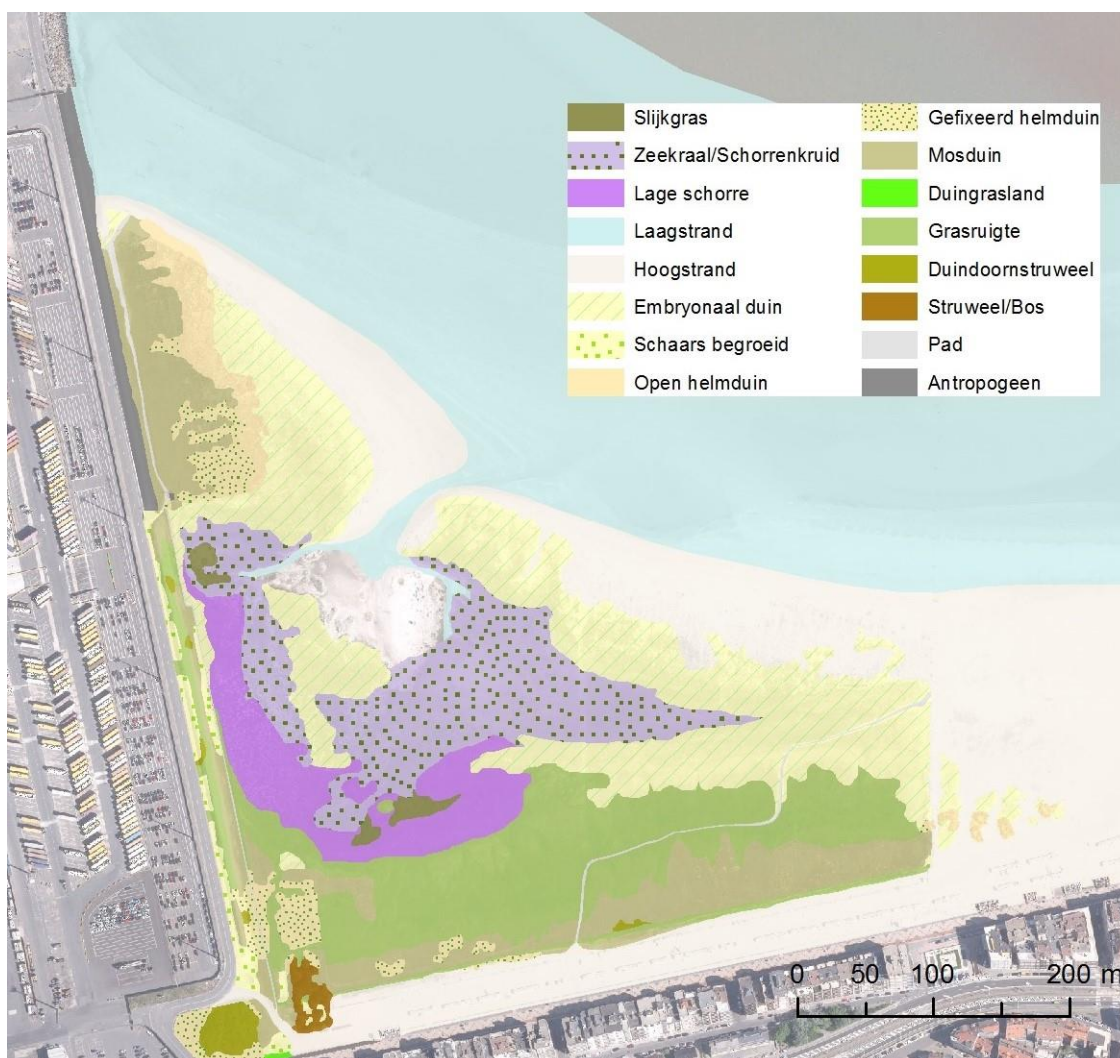 Slijkgras
Zeekraal/Schorrenkruid
Lage schorre
Laagstrand
Hoogstrand
Embryonaal duin
Schaars begroeid
Open helmduin
Gefixeerd helmduin
Mosduin
Duingrasland
Grasruigte
Duindoornstruweel
Struweel/Bos
Pad
Antropogeen
0 50 100 200 m